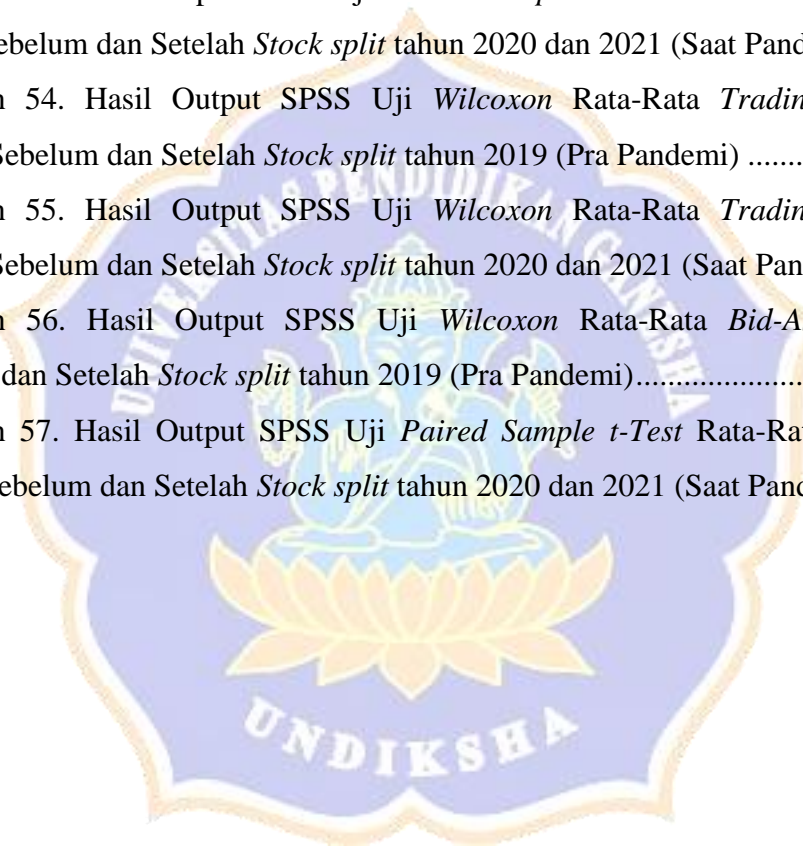 ebelum dan Setelah Stock split tahun 2020 dan 2021 (Saat Pand
n 54. Hasil Output SPSS Uji Wilcoxon Rata-Rata Tradin
Sebelum dan Setelah Stock split tahun 2019 (Pra Pandemi) .......
n 55. Hasil Output SPSS Uji Wilcoxon Rata-Rata Tradin
Sebelum dan Setelah Stock split tahun 2020 dan 2021 (Saat Pan
n 56. Hasil Output SPSS Uji Wilcoxon Rata-Rata Bid-A
dan Setelah Stock split tahun 2019 (Pra Pandemi).....................
n 57. Hasil Output SPSS Uji Paired Sample t-Test Rata-Ra
ebelum dan Setelah Stock split tahun 2020 dan 2021 (Saat Pand
UNIVERSITAS PENDIDIKAN GANESHA
UNDIKSHA